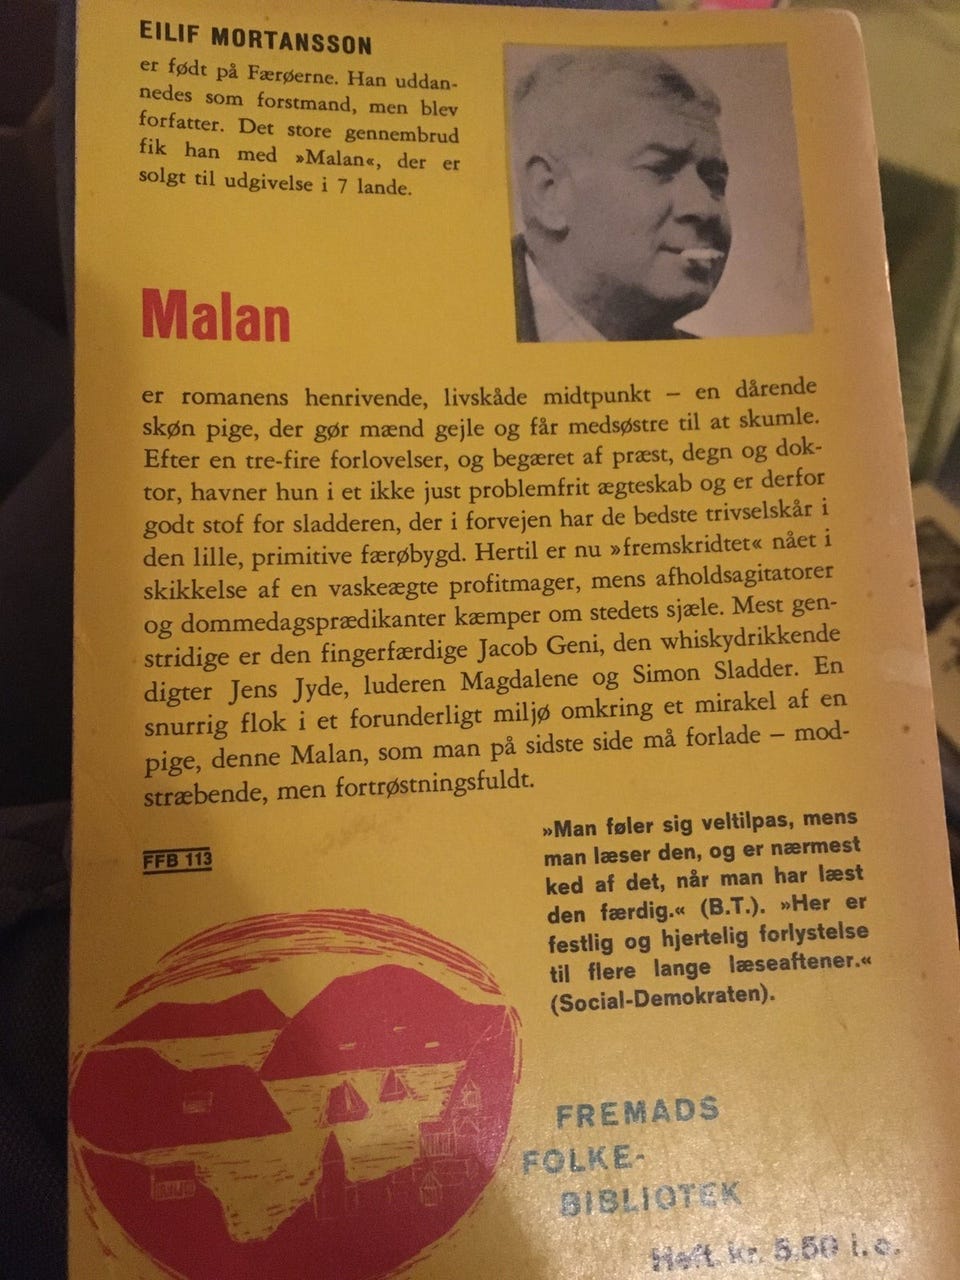 EILIF MORTANSSON
er født på Færøerne. Han uddan-
nedes som forstmand, men blev
forfatter. Det store gennembrud
fik han med »Malan«, der er
solgt til udgivelse i 7 lande.
Malan
er romanens henrivende, livskåde midtpunkt – en dårende
skøn pige, der gør mænd gejle og får medsøstre til at skumle.
Efter en tre-fire forlovelser, og begæret af præst, degn og dok-
tor, havner hun i et ikke just problemfrit ægteskab og er derfor
godt stof for sladderen, der i forvejen har de bedste trivselskår i
den lille, primitive færøbygd. Hertil er nu »fremskridtet« nået i
skikkelse af en vaskeægte profitmager, mens afholdsagitatorer
og dommedagsprædikanter kæmper om stedets sjæle. Mest gen-
stridige er den fingerfærdige Jacob Geni, den whiskydrikkende
digter Jens Jyde, luderen Magdalene og Simon Sladder. En
snurrig flok i et forunderligt miljø omkring et mirakel af en
pige, denne Malan, som man på sidste side må forlade – mod-
stræbende, men fortrøstningsfuldt.
»Man føler sig veltilpas, mens
man læser den, og er nærmest
ked af det, når man har læst
den færdig.« (B.T.). »Her er
festlig og hjertelig forlystelse
til flere lange læseaftener.«
(Social-Demokraten).
FFB 113
FREMADS
FOLKE-
BIBLIOTEK
Heft. kr. 5.50 i. o.